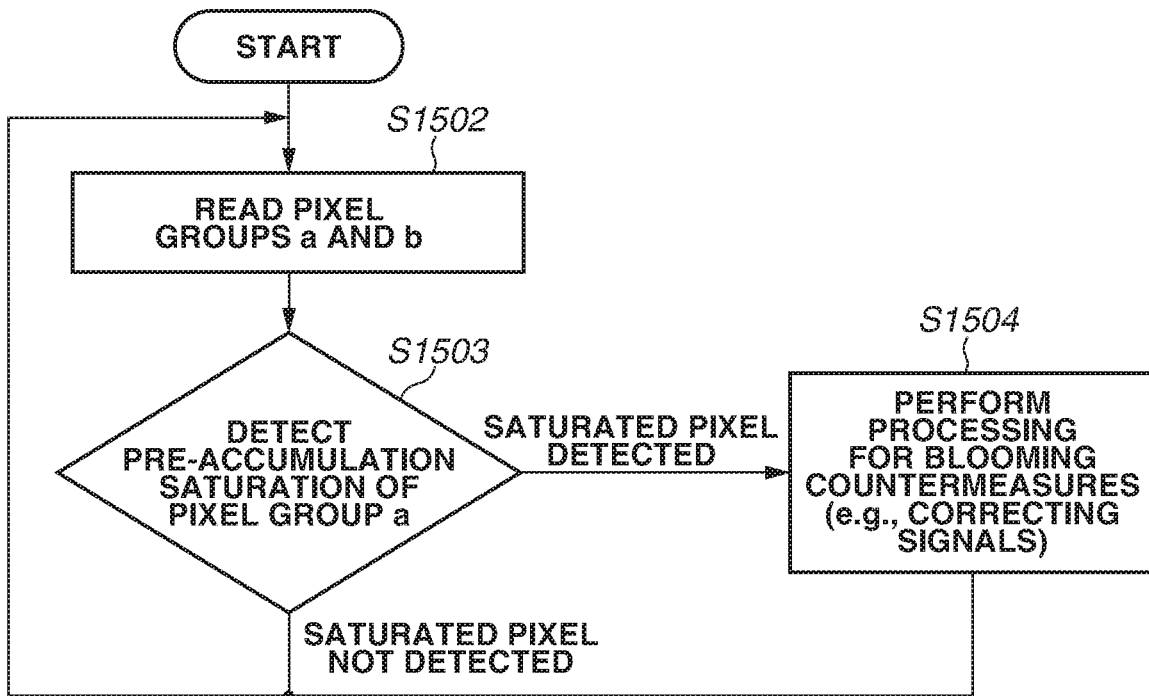 START
S1502
READ PIXEL
GROUPS a AND b
S1503
DETECT
PRE-ACCUMULATION
SATURATION OF
PIXEL GROUP a
SATURATED PIXEL
DETECTED
S1504
PERFORM
PROCESSING
FOR BLOOMING
COUNTERMEASURES
(e.g., CORRECTING
SIGNALS)
SATURATED PIXEL
NOT DETECTED